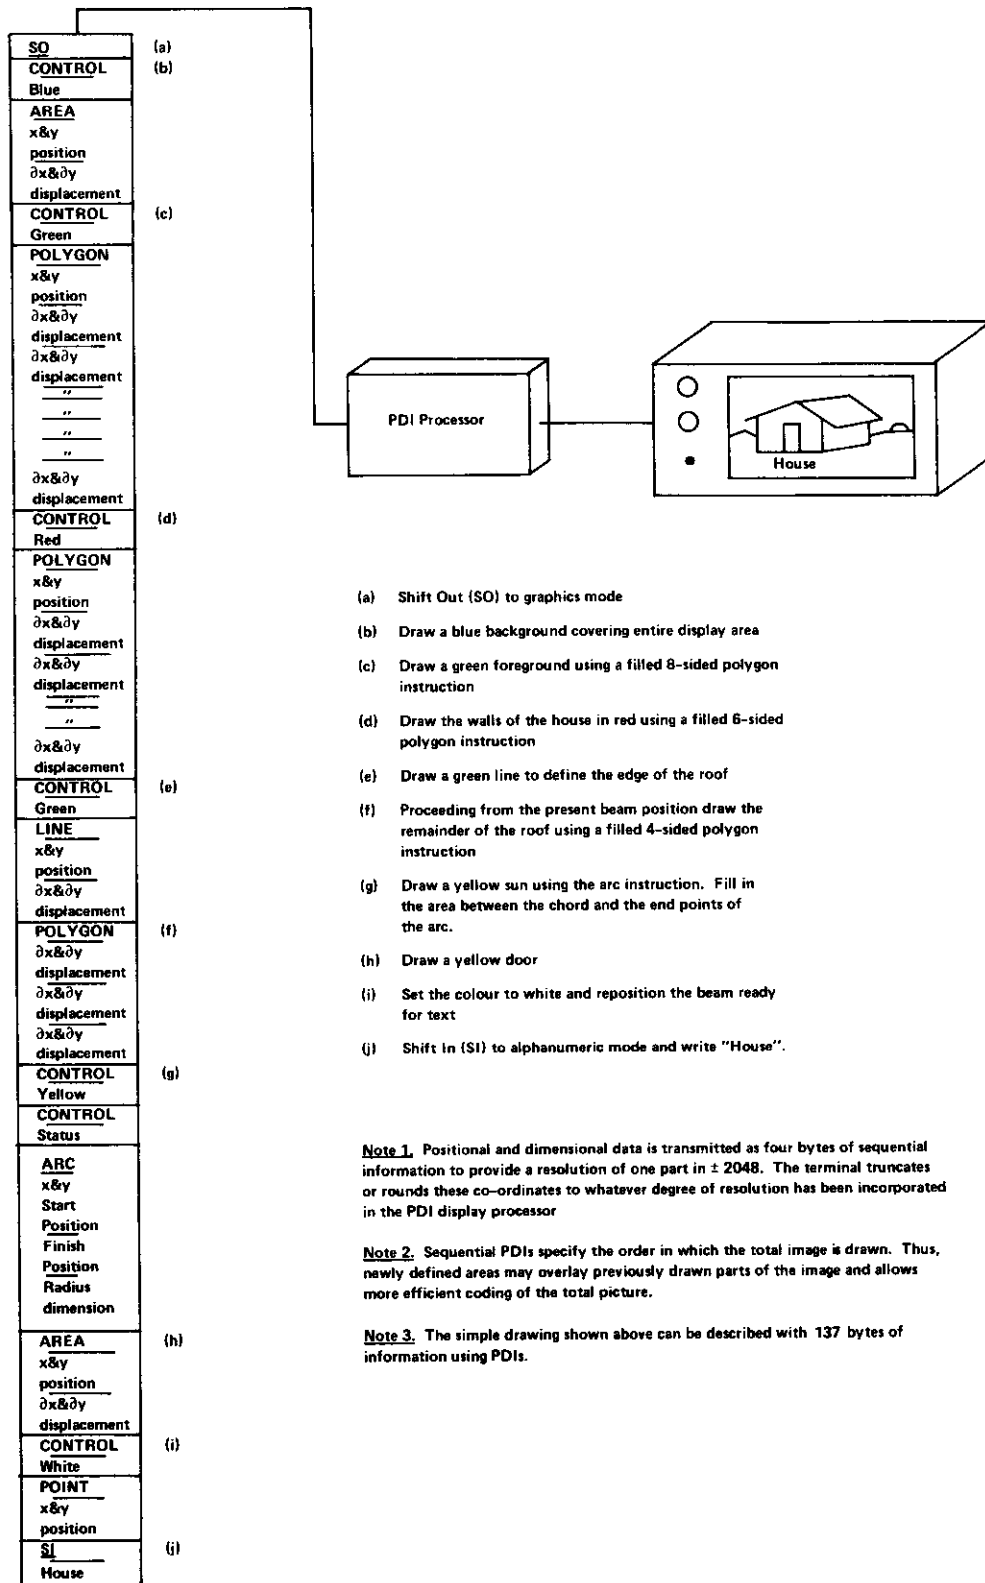 SO (a)
CONTROL (b)
Blue
AREA
x&y
position
∂x&∂y
displacement
CONTROL (c)
Green
POLYGON
x&y
position
∂x&∂y
displacement
∂x&∂y
displacement
"
"
"
"
∂x&∂y
displacement
CONTROL (d)
Red
POLYGON
x&y
position
∂x&∂y
displacement
∂x&∂y
displacement
"
"
∂x&∂y
displacement
CONTROL (e)
Green
LINE
x&y
position
∂x&∂y
displacement
POLYGON (f)
∂x&∂y
displacement
∂x&∂y
displacement
∂x&∂y
displacement
CONTROL (g)
Yellow
CONTROL
Status
ARC
x&y
Start
Position
Finish
Position
Radius
dimension
AREA (h)
x&y
position
∂x&∂y
displacement
CONTROL (i)
White
POINT
x&y
position
SI (j)
House
PDI Processor
House
(a) Shift Out (SO) to graphics mode
(b) Draw a blue background covering entire display area
(c) Draw a green foreground using a filled 8-sided polygon
instruction
(d) Draw the walls of the house in red using a filled 6-sided
polygon instruction
(e) Draw a green line to define the edge of the roof
(f) Proceeding from the present beam position draw the
remainder of the roof using a filled 4-sided polygon
instruction
(g) Draw a yellow sun using the arc instruction. Fill in
the area between the chord and the end points of
the arc.
(h) Draw a yellow door
(i) Set the colour to white and reposition the beam ready
for text
(j) Shift in (SI) to alphanumeric mode and write "House".
Note 1. Positional and dimensional data is transmitted as four bytes of sequential
information to provide a resolution of one part in ± 2048. The terminal truncates
or rounds these co-ordinates to whatever degree of resolution has been incorporated
in the PDI display processor
Note 2. Sequential PDIs specify the order in which the total image is drawn. Thus,
newly defined areas may overlay previously drawn parts of the image and allows
more efficient coding of the total picture.
Note 3. The simple drawing shown above can be described with 137 bytes of
information using PDIs.